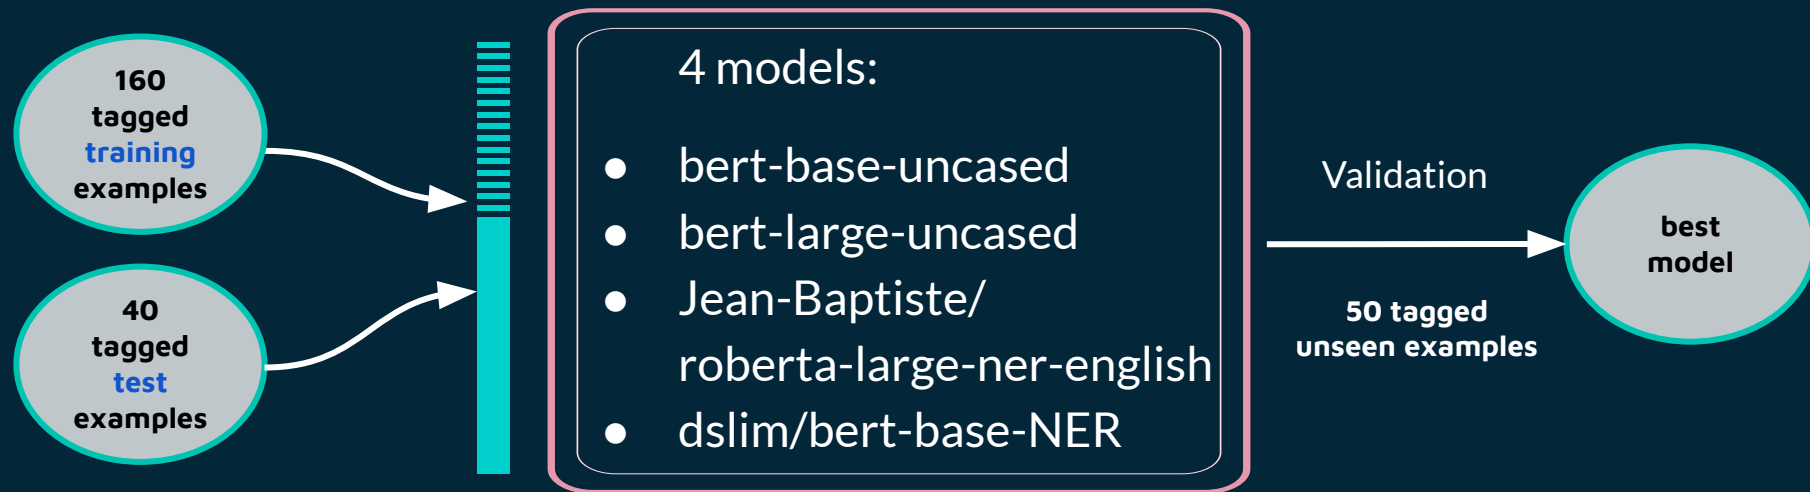 160
tagged
training
examples
40
tagged
test
examples
4 models:
● bert-base-uncased
● bert-large-uncased
● Jean-Baptiste/
roberta-large-ner-english
● dslim/bert-base-NER
Validation
50 tagged
unseen examples
best
model